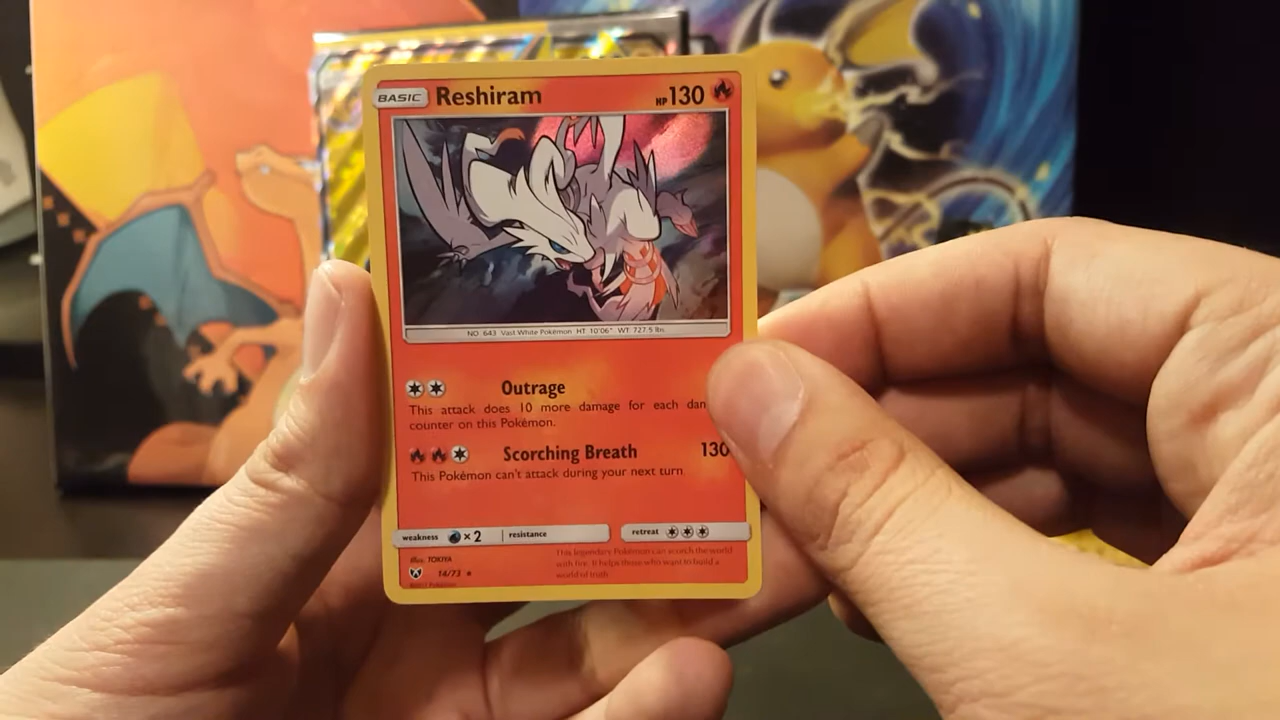 BASIC Reshiram HP 130
NO. 643 Vast White Pokémon HT 10'06" WT 727.5 lbs.
Outrage
This attack does 10 more damage for each
counter on this Pokémon.
Scorching Breath 130
This Pokémon can't attack during your next turn.
weakness ×2 resistance retreat
Illus. TOKIYA
14/73 ★
This legendary Pokémon can scorch the world
with fire. It helps those who want to build a
world of truth.
©2017 Pokémon